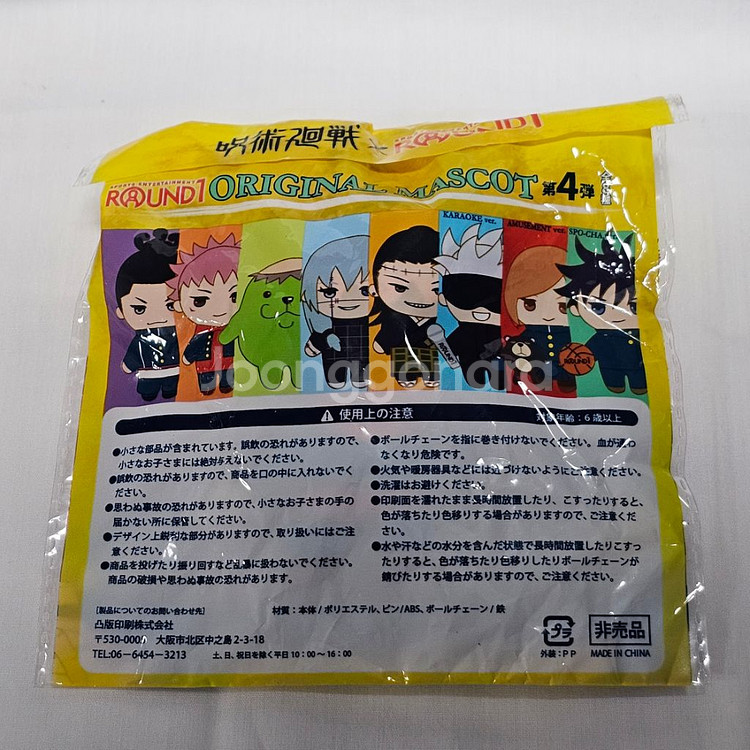 呪術廻戦 × ROUND1
SPORTS ENTERTAINMENT
ROUND1 ORIGINAL MASCOT 第4弾
KARAOKE ver. AMUSEMENT ver. SPO-CHA
ROUND1
ROUND1
Joonggonara
⚠ 使用上の注意 対象年齢:6歳以上
●小さな部品が含まれています。誤飲の恐れがありますので、
小さなお子さまには絶対与えないでください。
●誤飲の恐れがありますので、商品を口の中に入れないでく
ださい。
●思わぬ事故の恐れがありますので、小さなお子さまの手の
届かない所に保管してください。
●デザイン上鋭利な部分がありますので、取り扱いにはご注
意ください。
●商品を投げたり振り回すなど乱暴に扱わないでください。
商品の破損や思わぬ事故の恐れがあります。
●ボールチェーンを指に巻き付けないでください。血が通わ
なくなり危険です。
●火気や暖房器具などには近づけないようにご注意ください。
●洗濯はお避けください。
●印刷面を濡れたまま長時間放置したり、こすったりすると、
色が落ちたり色移りする場合がありますので、ご注意くだ
さい。
●水や汗などの水分を含んだ状態で長時間放置したりこすっ
たりすると、色が落ちたり色移りしたりボールチェーンが
錆びたりする場合がありますので、ご注意ください。
[製品についてのお問い合わせ先]
凸版印刷株式会社
〒530-0005 大阪市北区中之島2-3-18
TEL:06-6454-3213 土、日、祝日を除く平日 10:00〜16:00
材質:本体/ポリエステル、ピン/ABS、ボールチェーン/鉄
プラ
外装:PP
非売品
MADE IN CHINA